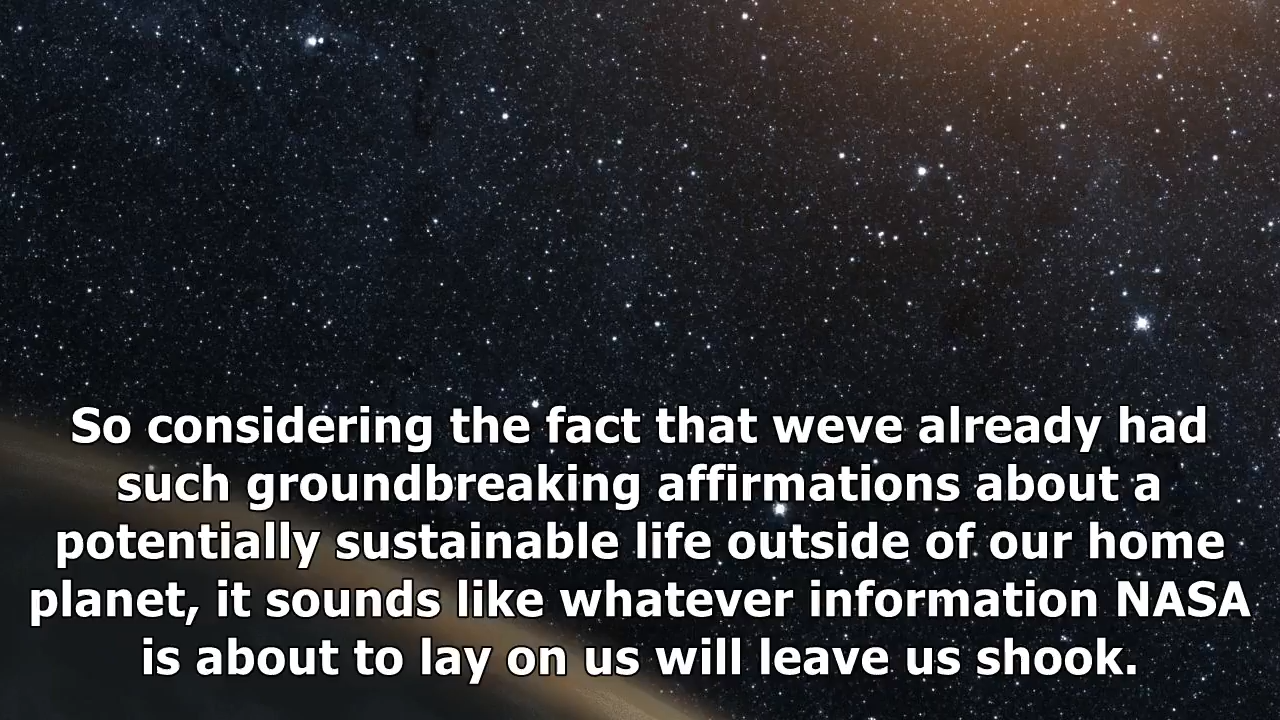 So considering the fact that weve already had
such groundbreaking affirmations about a
potentially sustainable life outside of our home
planet, it sounds like whatever information NASA
is about to lay on us will leave us shook.